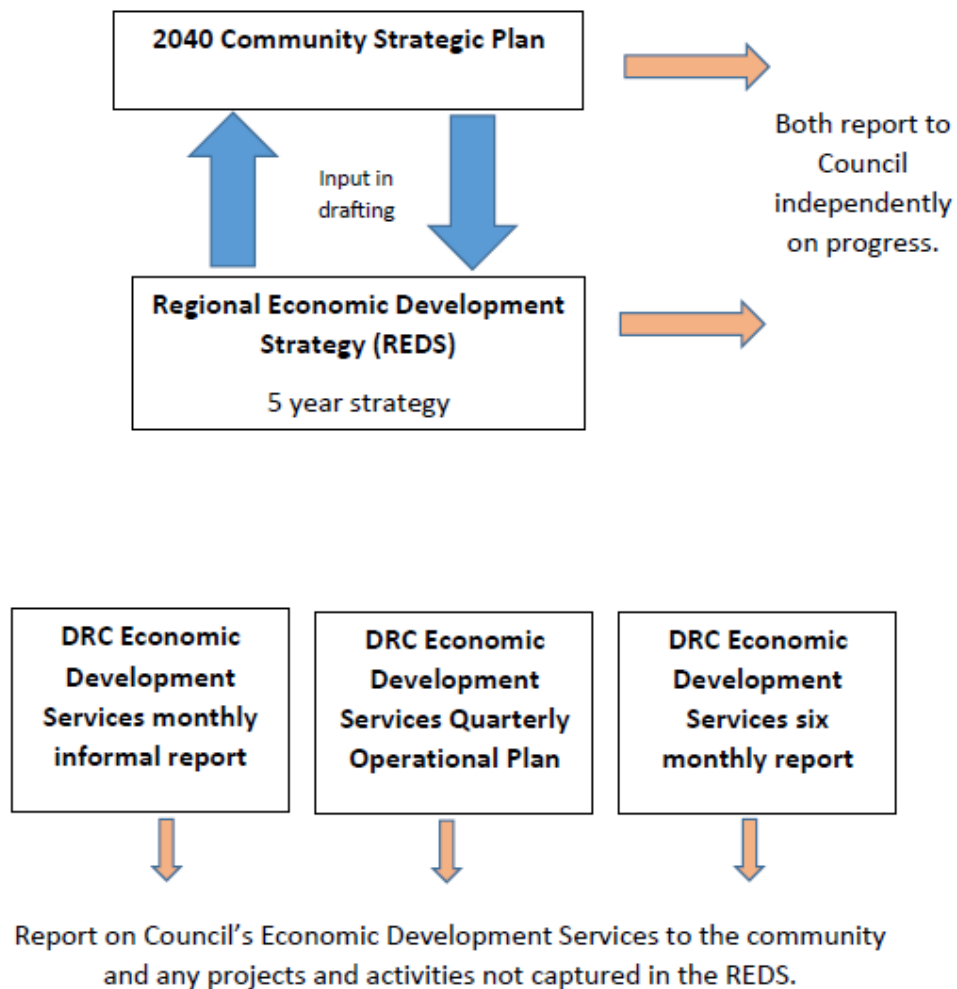 2040 Community Strategic Plan
Both report to
Council
independently
on progress.
Input in
drafting
Regional Economic Development
Strategy (REDS)
5 year strategy
DRC Economic
Development
Services monthly
informal report
DRC Economic
Development
Services Quarterly
Operational Plan
DRC Economic
Development
Services six
monthly report
Report on Council’s Economic Development Services to the community
and any projects and activities not captured in the REDS.